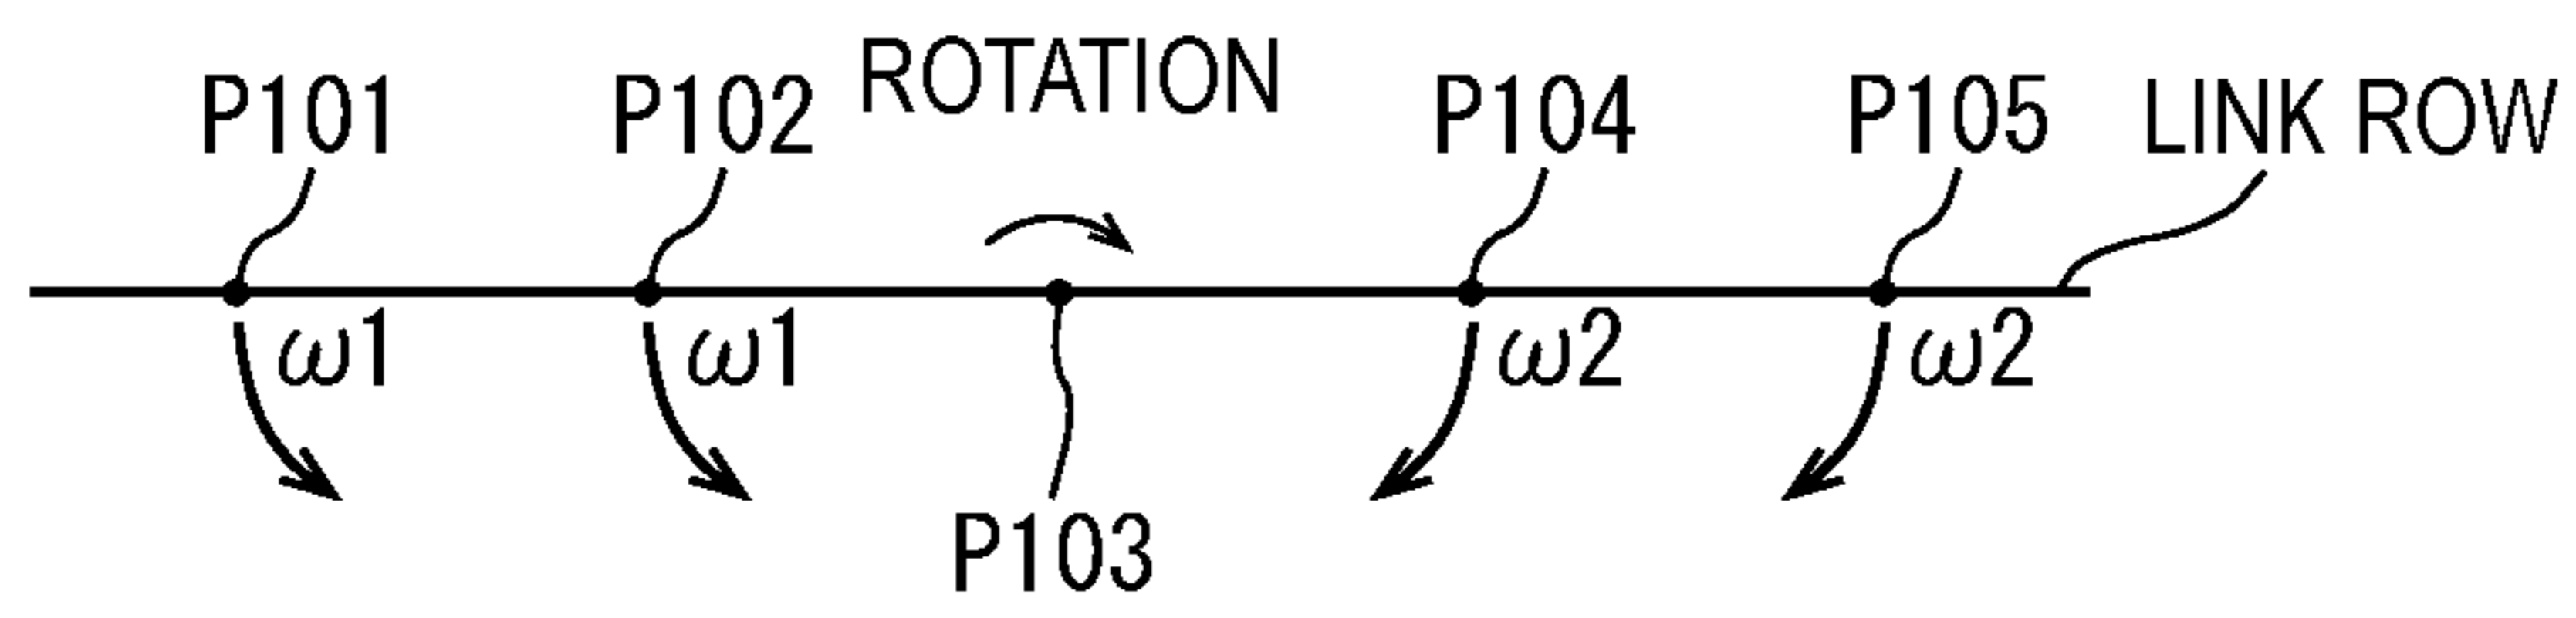 P101 P102 ROTATION P104 P105 LINK ROW
ω1 ω1 ω2 ω2
P103